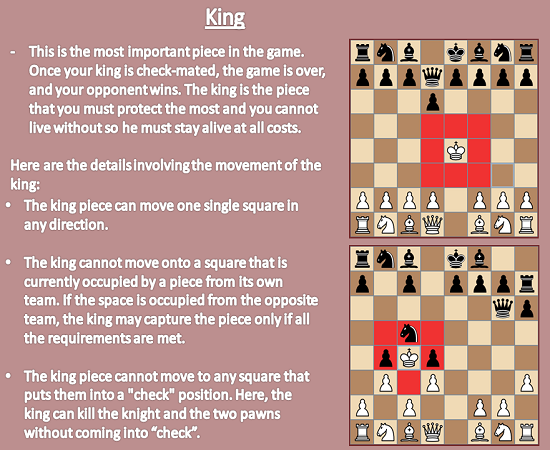 King
- This is the most important piece in the game.
Once your king is check-mated, the game is over,
and your opponent wins. The king is the piece
that you must protect the most and you cannot
live without so he must stay alive at all costs.
Here are the details involving the movement of the
king:
• The king piece can move one single square in
any direction.
• The king cannot move onto a square that is
currently occupied by a piece from its own
team. If the space is occupied from the opposite
team, the king may capture the piece only if all
the requirements are met.
• The king piece cannot move to any square that
puts them into a "check" position. Here, the
king can kill the knight and the two pawns
without coming into “check”.